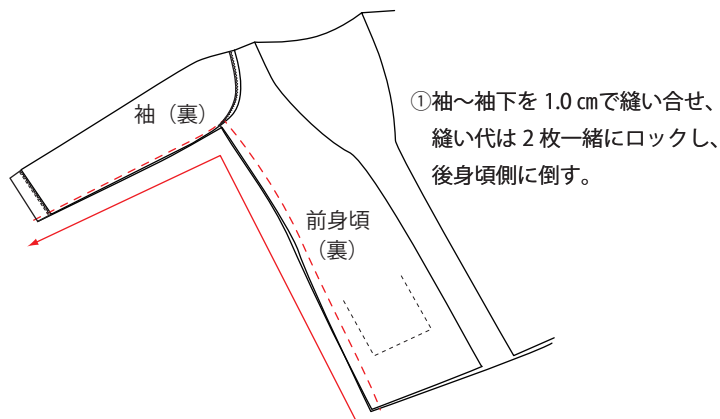 袖（裏）
①袖～袖下を 1.0 ㎝で縫い合せ、
縫い代は 2 枚一緒にロックし、
後身頃側に倒す。
前身頃
（裏）